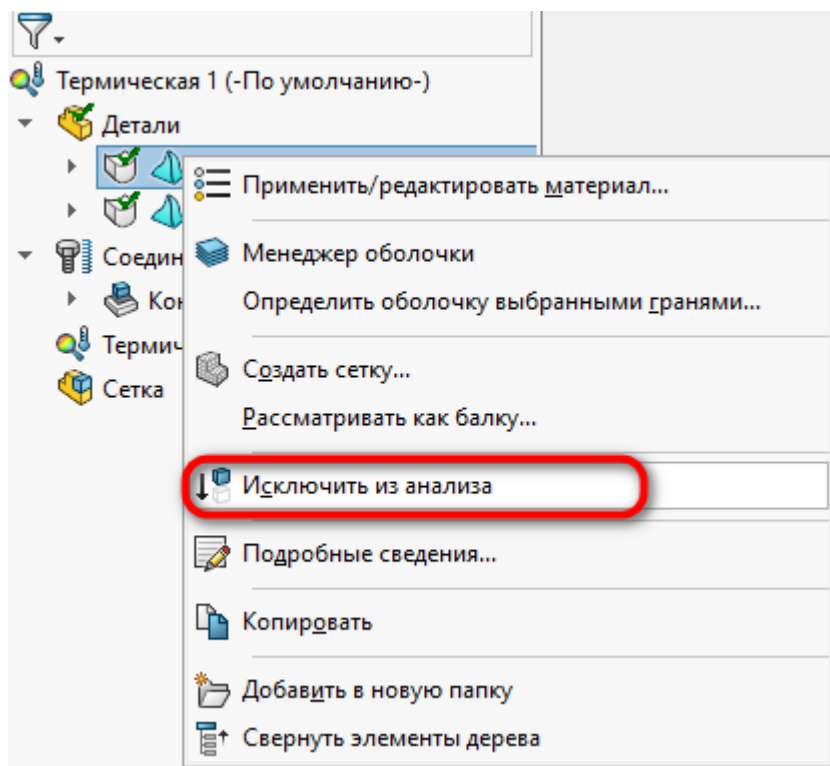 Термическая 1 (-По умолчанию-)
Детали
Применить/редактировать материал...
Соедин
Менеджер оболочки
Определить оболочку выбранными гранями...
Термич
Создать сетку...
Сетка
Рассматривать как балку...
Исключить из анализа
Подробные сведения...
Копировать
Добавить в новую папку
Свернуть элементы дерева